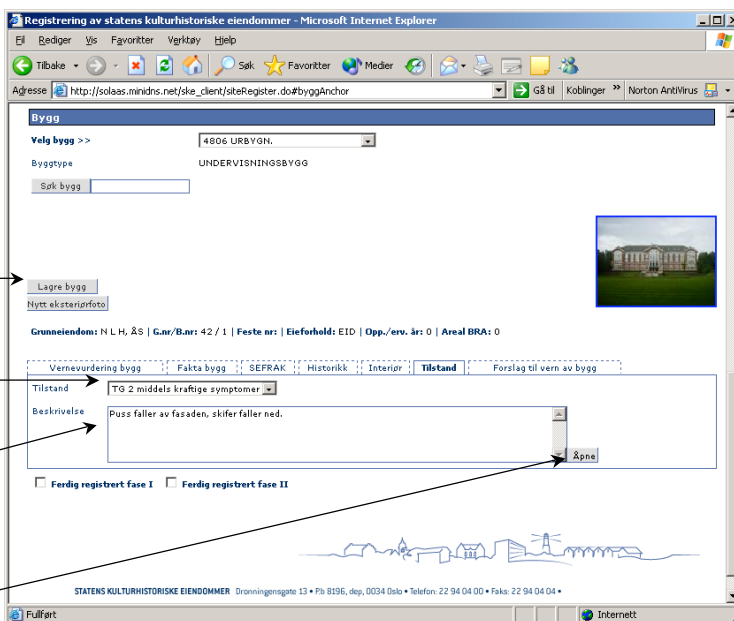 Registrering av statens kulturhistoriske eiendommer - Microsoft Internet Explorer
Fil Rediger Vis Favoritter Verktøy Hjelp
Tilbake Søk Favoritter Medier
Adresse http://solaas.minidns.net/ske_client/siteRegister.do#byggAnchor Gå til Koblinger » Norton AntiVirus
Bygg
Velg bygg >> 4806 URBYGN.
Byggtype UNDERVISNINGSBYGG
Søk bygg
Lagre bygg
Nytt eksteriørfoto
Grunneiendom: N L H, ÅS | G.nr/B.nr: 42 / 1 | Feste nr: | Eieforhold: EID | Opp./erv. år: 0 | Areal BRA: 0
Vernevurdering bygg Fakta bygg SEFRAK Historikk Interiør Tilstand Forslag til vern av bygg
Tilstand TG 2 middels kraftige symptomer
Beskrivelse Puss faller av fasaden, skifer faller ned.
Åpne
Ferdig registrert fase I Ferdig registrert fase II
STATENS KULTURHISTORISKE EIENDOMMER Dronningensgate 13 • P.b 8196, dep, 0034 Oslo • Telefon: 22 94 04 00 • Faks: 22 94 04 04 •
Fullført Internett